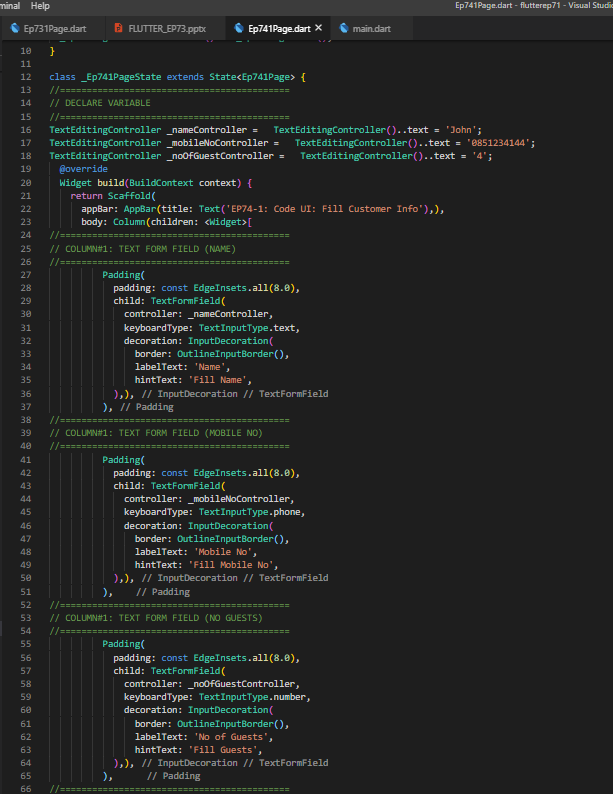 minal Help Ep741Page.dart - flutterep71 - Visual Studio
Ep731Page.dart FLUTTER_EP73.pptx Ep741Page.dart × main.dart
10 }
11
12 class _Ep741PageState extends State<Ep741Page> {
13 //===========================================
14 // DECLARE VARIABLE
15 //===========================================
16 TextEditingController _nameController = TextEditingController()..text = 'John';
17 TextEditingController _mobileNoController = TextEditingController()..text = '0851234144';
18 TextEditingController _noOfGuestController = TextEditingController()..text = '4';
19 @override
20 Widget build(BuildContext context) {
21 return Scaffold(
22 appBar: AppBar(title: Text('EP74-1: Code UI: Fill Customer Info'),),
23 body: Column(children: <Widget>[
24 //===========================================
25 // COLUMN#1: TEXT FORM FIELD (NAME)
26 //===========================================
27 Padding(
28 padding: const EdgeInsets.all(8.0),
29 child: TextFormField(
30 controller: _nameController,
31 keyboardType: TextInputType.text,
32 decoration: InputDecoration(
33 border: OutlineInputBorder(),
34 labelText: 'Name',
35 hintText: 'Fill Name',
36 ),), // InputDecoration // TextFormField
37 ), // Padding
38 //===========================================
39 // COLUMN#1: TEXT FORM FIELD (MOBILE NO)
40 //===========================================
41 Padding(
42 padding: const EdgeInsets.all(8.0),
43 child: TextFormField(
44 controller: _mobileNoController,
45 keyboardType: TextInputType.phone,
46 decoration: InputDecoration(
47 border: OutlineInputBorder(),
48 labelText: 'Mobile No',
49 hintText: 'Fill Mobile No',
50 ),), // InputDecoration // TextFormField
51 ), // Padding
52 //===========================================
53 // COLUMN#1: TEXT FORM FIELD (NO GUESTS)
54 //===========================================
55 Padding(
56 padding: const EdgeInsets.all(8.0),
57 child: TextFormField(
58 controller: _noOfGuestController,
59 keyboardType: TextInputType.number,
60 decoration: InputDecoration(
61 border: OutlineInputBorder(),
62 labelText: 'No of Guests',
63 hintText: 'Fill Guests',
64 ),), // InputDecoration // TextFormField
65 ), // Padding
66 //===========================================